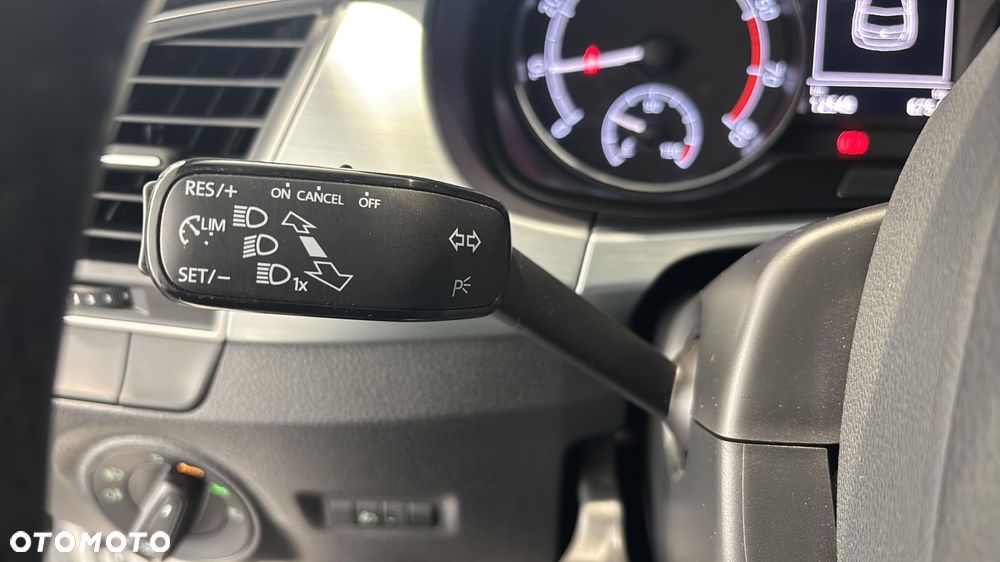 RES/+
ON CANCEL OFF
LIM
SET/-
1x
P
OTOMOTO